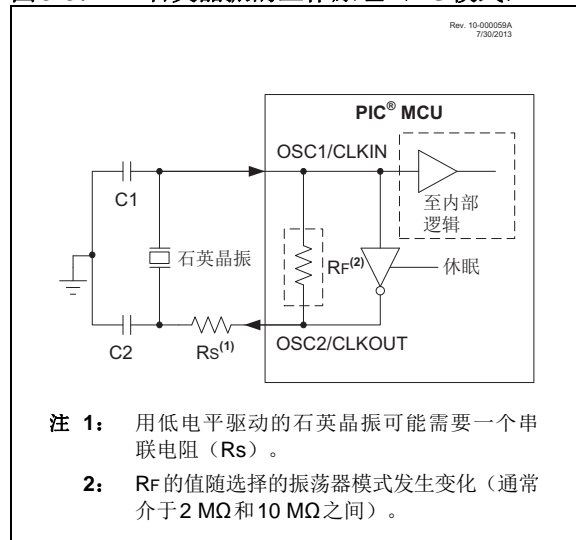 Rev. 10-000059A
7/30/2013
PIC® MCU
OSC1/CLKIN
C1
至内部
逻辑
石英晶振
RF(2)
休眠
C2
RS(1)
OSC2/CLKOUT
注 1： 用低电平驱动的石英晶振可能需要一个串
联电阻（Rs）。
2： RF的值随选择的振荡器模式发生变化（通常
介于2 MΩ和10 MΩ之间）。